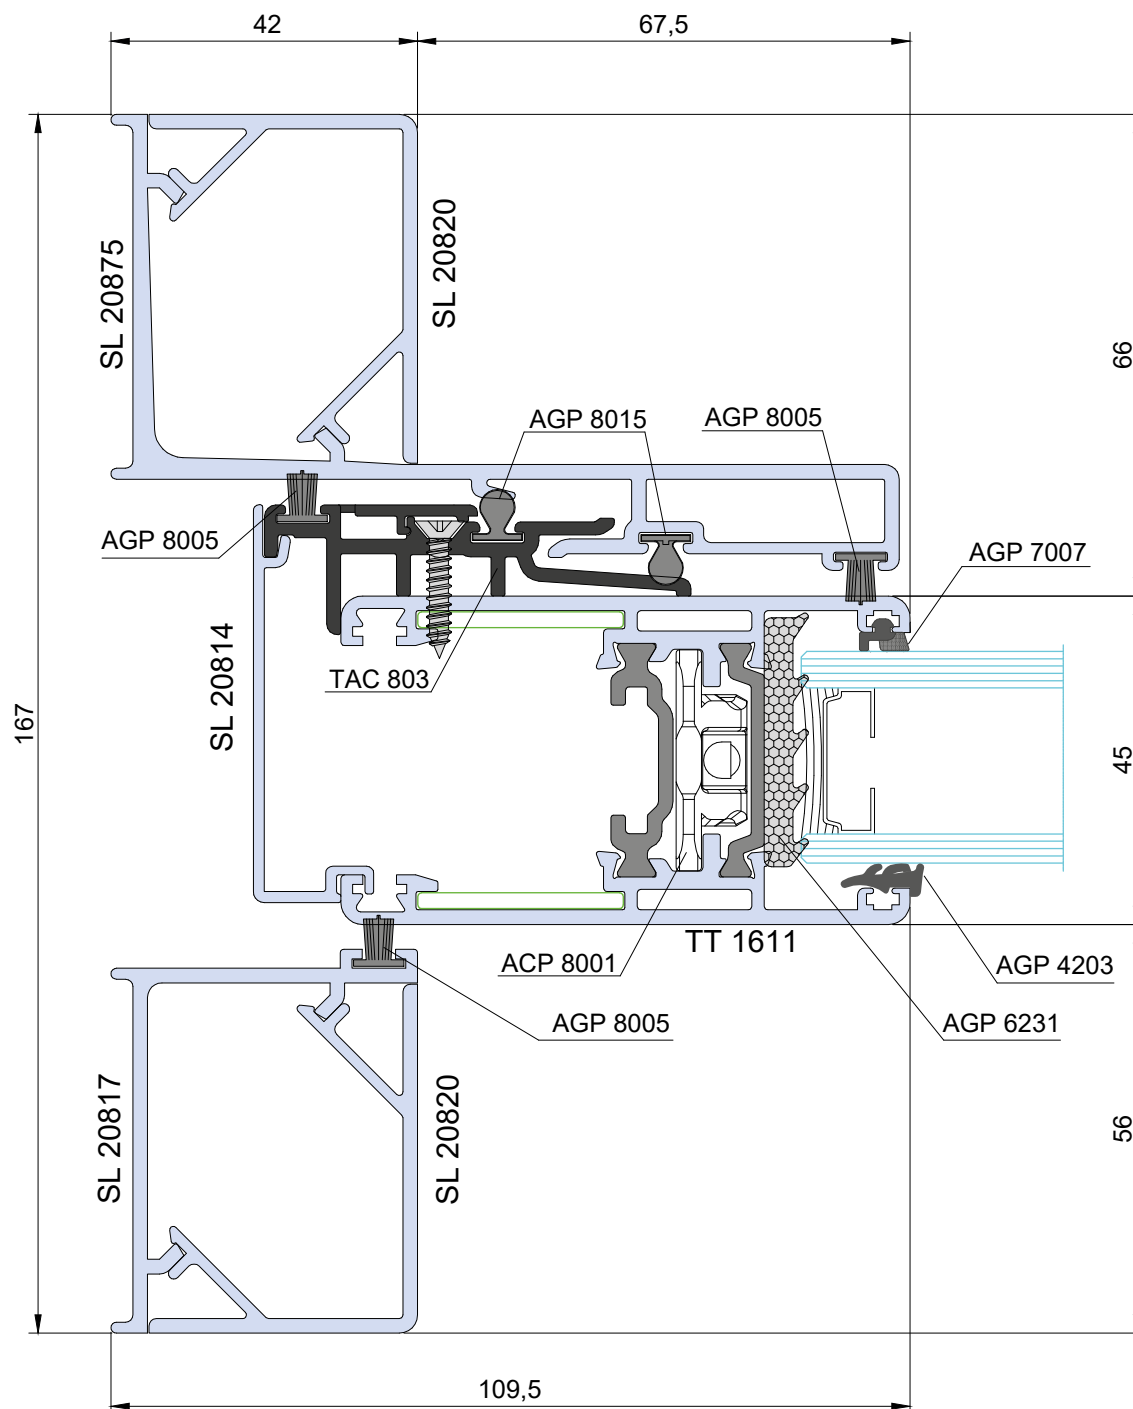 42
67,5
SL 20875
SL 20820
66
AGP 8015
AGP 8005
AGP 8005
AGP 7007
SL 20814
TAC 803
167
45
TT 1611
ACP 8001
AGP 4203
AGP 8005
AGP 6231
SL 20817
SL 20820
56
109,5